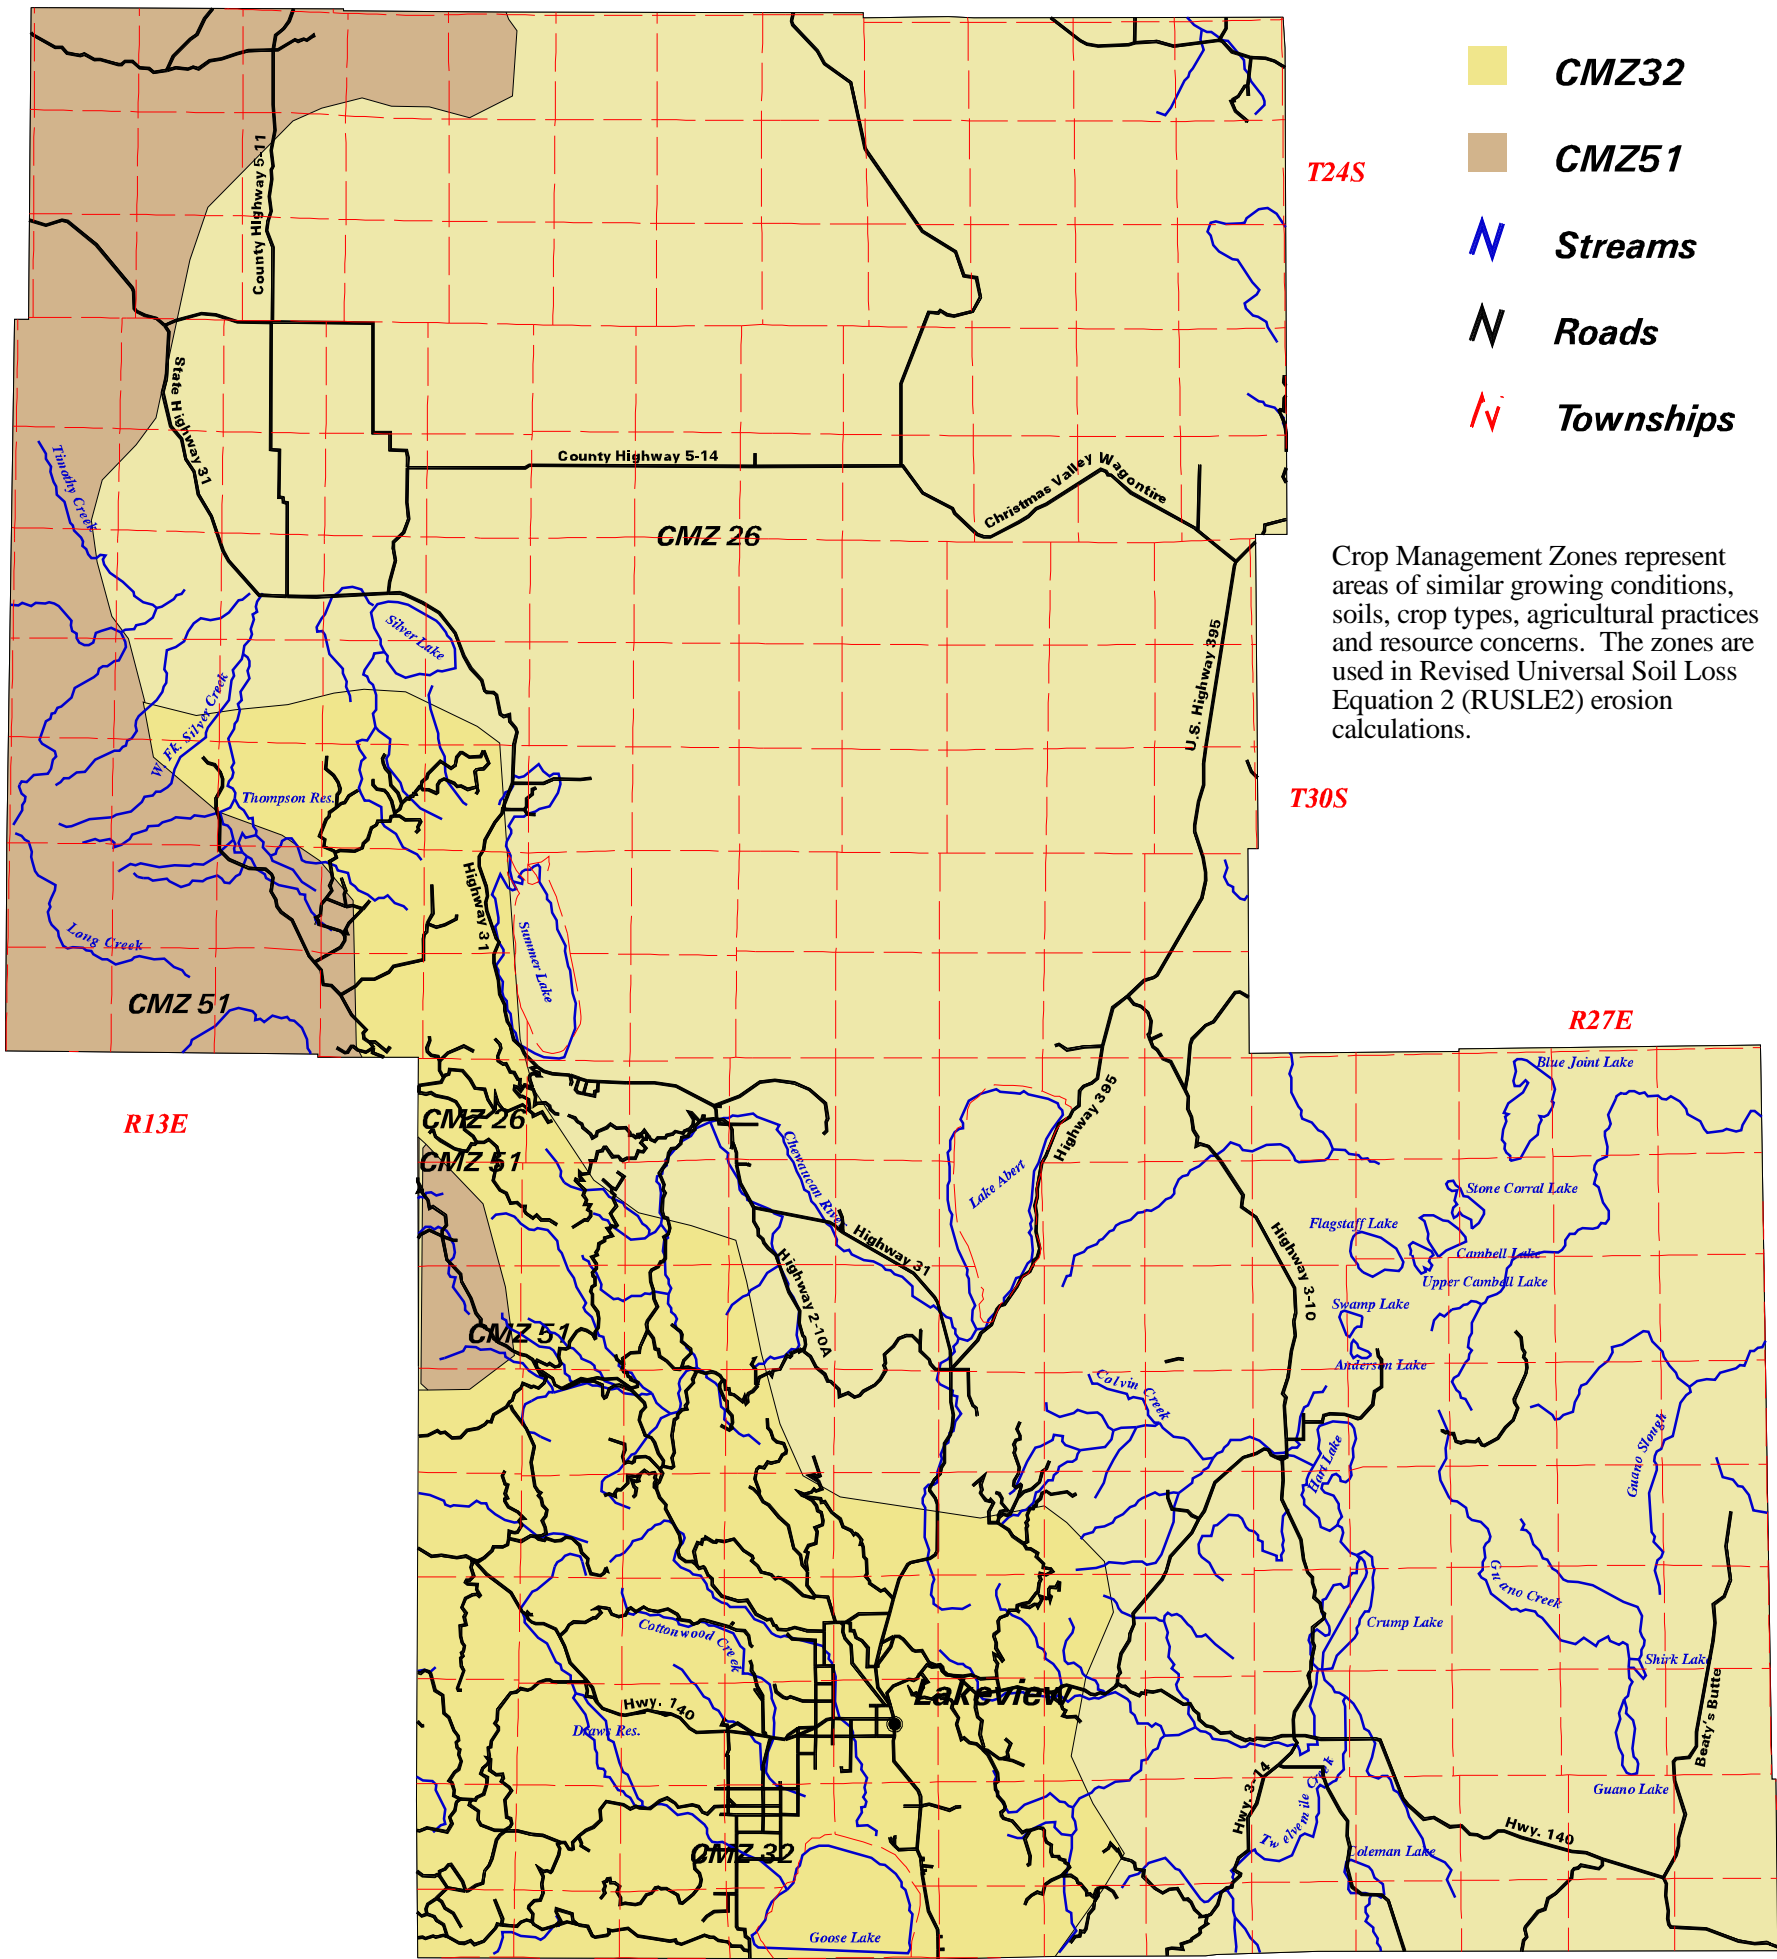 CMZ32
CMZ51
Streams
Roads
Townships
T24S
County Highway 5-11
State Highway 31
Timothy Creek
County Highway 5-14
Christmas Valley Wagontire
CMZ 26
Crop Management Zones represent
areas of similar growing conditions,
soils, crop types, agricultural practices
and resource concerns.  The zones are
used in Revised Universal Soil Loss
Equation 2 (RUSLE2) erosion
calculations.
Silver Lake
U.S. Highway 395
W. Fk. Silver Creek
Thompson Res.
T30S
Highway 31
Summer Lake
Long Creek
CMZ 51
R27E
R13E
Blue Joint Lake
CMZ 26
CMZ 51
Highway 395
Chewaucan River
Lake Abert
Stone Corral Lake
Flagstaff Lake
Cambell Lake
Upper Cambell Lake
Highway 31
Highway 2-10A
Highway 3-10
Swamp Lake
CMZ 51
Anderson Lake
Colvin Creek
Hart Lake
Guano Slough
Guano Creek
Crump Lake
Cottonwood Creek
Shirk Lake
Lakeview
Hwy. 140
Draws Res.
Beaty's Butte
Guano Lake
Hwy. 3-14
Twelvemile Creek
Hwy. 140
Coleman Lake
CMZ 32
Goose Lake